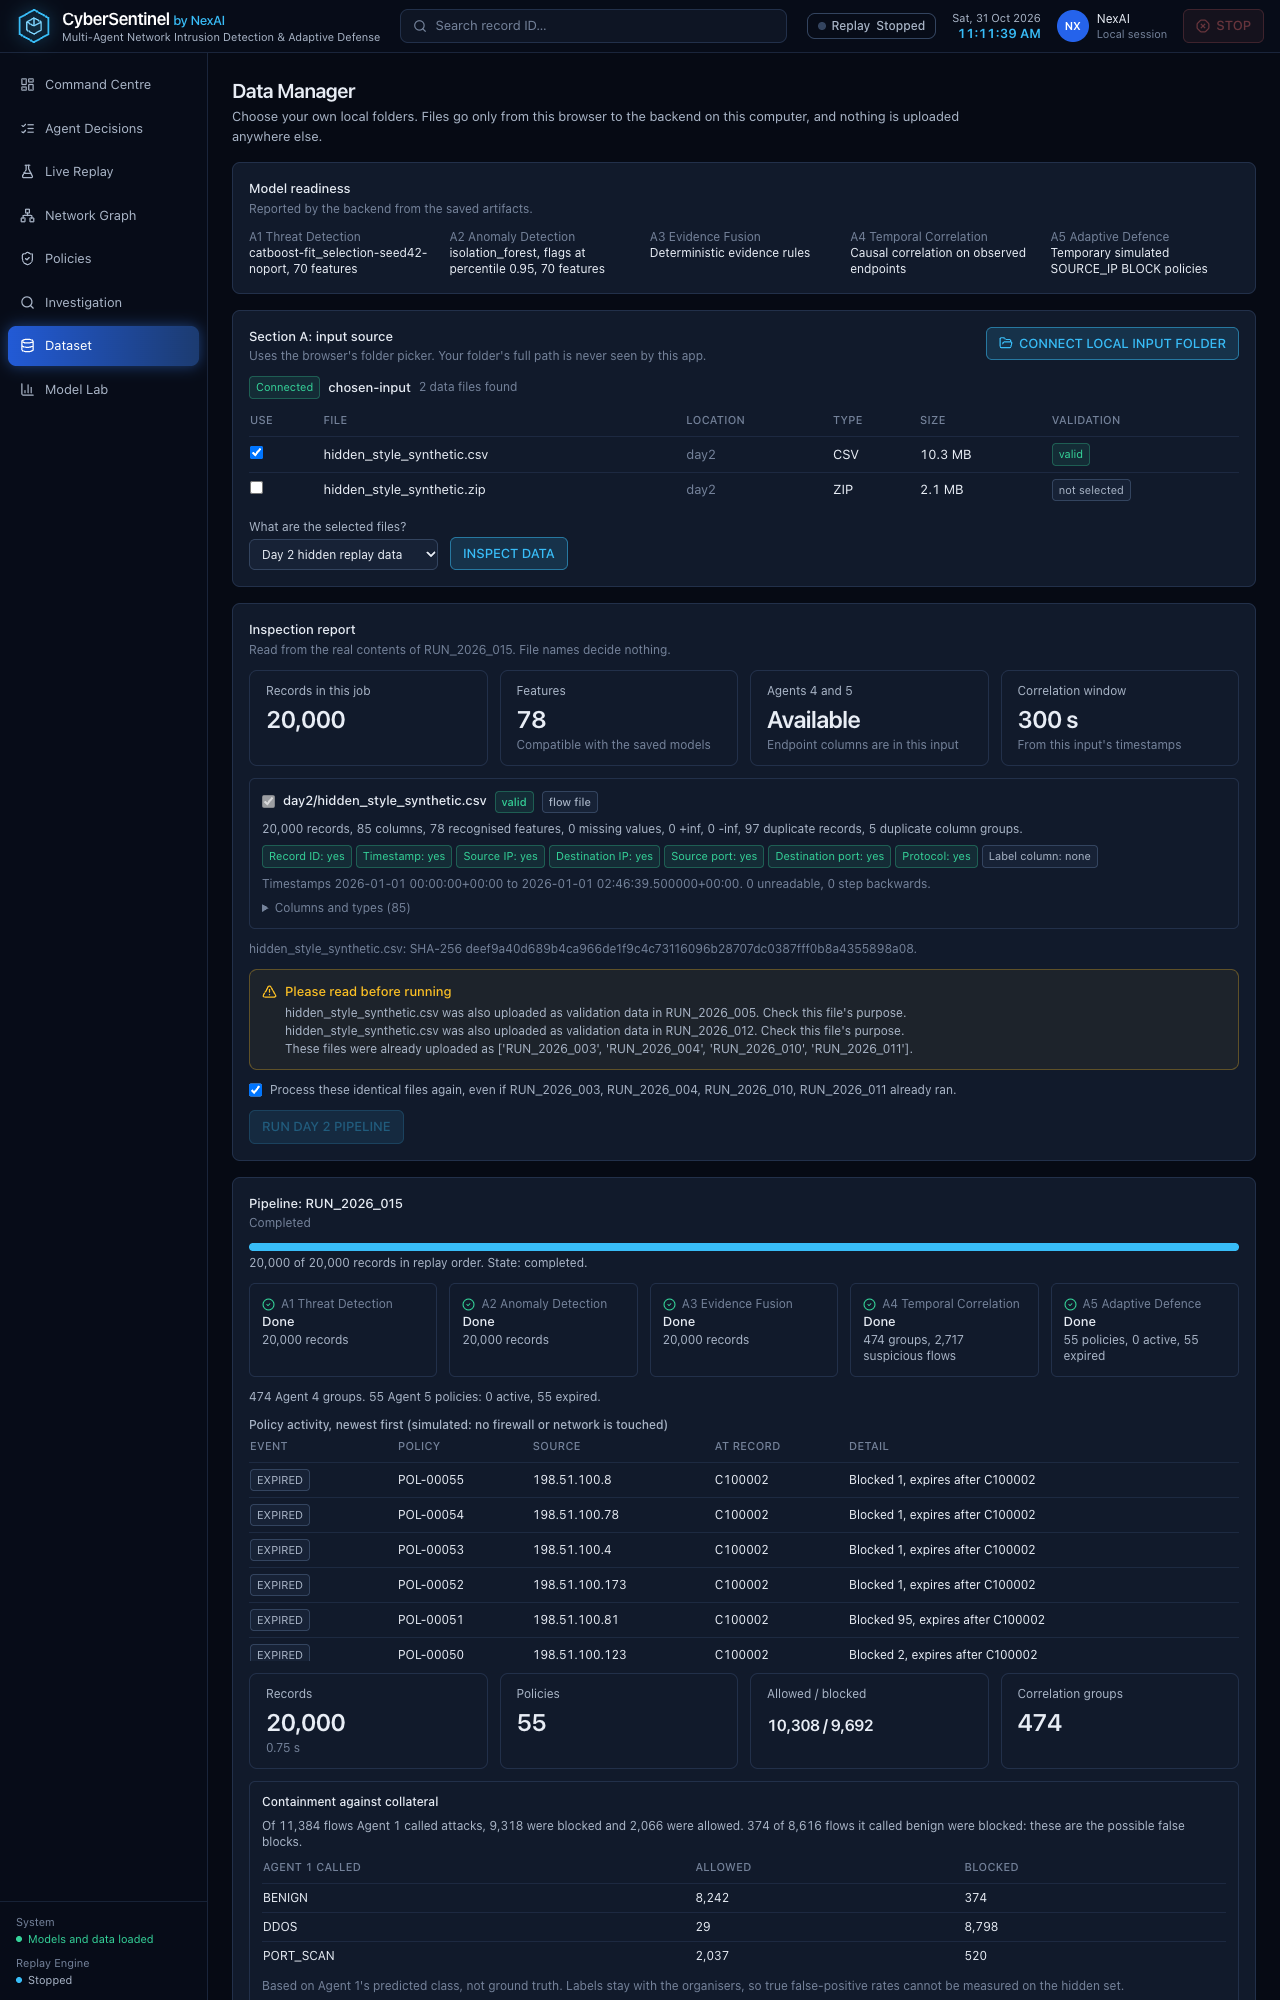 CyberSentinel by NexAI
Multi-Agent Network Intrusion Detection & Adaptive Defense
Search record ID...
Replay Stopped
Sat, 31 Oct 2026
11:11:39 AM
NX
NexAI
Local session
STOP
Command Centre
Agent Decisions
Live Replay
Network Graph
Policies
Investigation
Dataset
Model Lab
System
Models and data loaded
Replay Engine
Stopped
Data Manager
Choose your own local folders. Files go only from this browser to the backend on this computer, and nothing is uploaded
anywhere else.
Model readiness
Reported by the backend from the saved artifacts.
A1 Threat Detection
catboost-fit_selection-seed42-
noport, 70 features
A2 Anomaly Detection
isolation_forest, flags at
percentile 0.95, 70 features
A3 Evidence Fusion
Deterministic evidence rules
A4 Temporal Correlation
Causal correlation on observed
endpoints
A5 Adaptive Defence
Temporary simulated
SOURCE_IP BLOCK policies
Section A: input source
Uses the browser's folder picker. Your folder's full path is never seen by this app.
CONNECT LOCAL INPUT FOLDER
Connected chosen-input 2 data files found
USE FILE LOCATION TYPE SIZE VALIDATION
hidden_style_synthetic.csv day2 CSV 10.3 MB valid
hidden_style_synthetic.zip day2 ZIP 2.1 MB not selected
What are the selected files?
Day 2 hidden replay data
INSPECT DATA
Inspection report
Read from the real contents of RUN_2026_015. File names decide nothing.
Records in this job
20,000
Features
78
Compatible with the saved models
Agents 4 and 5
Available
Endpoint columns are in this input
Correlation window
300 s
From this input's timestamps
day2/hidden_style_synthetic.csv valid flow file
20,000 records, 85 columns, 78 recognised features, 0 missing values, 0 +inf, 0 -inf, 97 duplicate records, 5 duplicate column groups.
Record ID: yes Timestamp: yes Source IP: yes Destination IP: yes Source port: yes Destination port: yes Protocol: yes Label column: none
Timestamps 2026-01-01 00:00:00+00:00 to 2026-01-01 02:46:39.500000+00:00. 0 unreadable, 0 step backwards.
Columns and types (85)
hidden_style_synthetic.csv: SHA-256 deef9a40d689b4ca966de1f9c4c73116096b28707dc0387fff0b8a4355898a08.
Please read before running
hidden_style_synthetic.csv was also uploaded as validation data in RUN_2026_005. Check this file's purpose.
hidden_style_synthetic.csv was also uploaded as validation data in RUN_2026_012. Check this file's purpose.
These files were already uploaded as ['RUN_2026_003', 'RUN_2026_004', 'RUN_2026_010', 'RUN_2026_011'].
Process these identical files again, even if RUN_2026_003, RUN_2026_004, RUN_2026_010, RUN_2026_011 already ran.
RUN DAY 2 PIPELINE
Pipeline: RUN_2026_015
Completed
20,000 of 20,000 records in replay order. State: completed.
A1 Threat Detection
Done
20,000 records
A2 Anomaly Detection
Done
20,000 records
A3 Evidence Fusion
Done
20,000 records
A4 Temporal Correlation
Done
474 groups, 2,717
suspicious flows
A5 Adaptive Defence
Done
55 policies, 0 active, 55
expired
474 Agent 4 groups. 55 Agent 5 policies: 0 active, 55 expired.
Policy activity, newest first (simulated: no firewall or network is touched)
EVENT POLICY SOURCE AT RECORD DETAIL
EXPIRED POL-00055 198.51.100.8 C100002 Blocked 1, expires after C100002
EXPIRED POL-00054 198.51.100.78 C100002 Blocked 1, expires after C100002
EXPIRED POL-00053 198.51.100.4 C100002 Blocked 1, expires after C100002
EXPIRED POL-00052 198.51.100.173 C100002 Blocked 1, expires after C100002
EXPIRED POL-00051 198.51.100.81 C100002 Blocked 95, expires after C100002
EXPIRED POL-00050 198.51.100.123 C100002 Blocked 2, expires after C100002
Records
20,000
0.75 s
Policies
55
Allowed / blocked
10,308 / 9,692
Correlation groups
474
Containment against collateral
Of 11,384 flows Agent 1 called attacks, 9,318 were blocked and 2,066 were allowed. 374 of 8,616 flows it called benign were blocked: these are the possible false
blocks.
AGENT 1 CALLED ALLOWED BLOCKED
BENIGN 8,242 374
DDOS 29 8,798
PORT_SCAN 2,037 520
Based on Agent 1's predicted class, not ground truth. Labels stay with the organisers, so true false-positive rates cannot be measured on the hidden set.